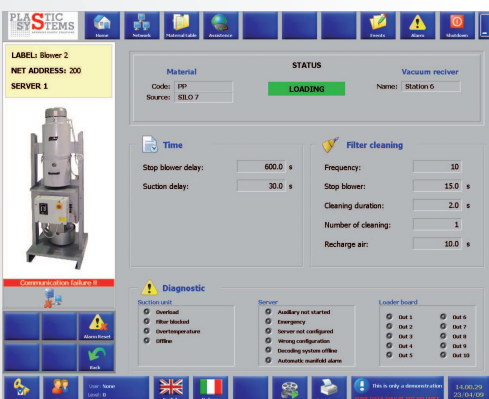 PLASTIC
SYSTEMS
Home
Network
Material table
Assistence
Events
Alarm
Shutdown
LABEL: Blower 2
NET ADDRESS: 200
SERVER 1
Communication failure !!
Alarm Reset
Back
STATUS
Material
Code: PP
Source: SILO 7
LOADING
Vacuum reciver
Name: Station 6
Time
Stop blower delay: 600.0 s
Suction delay: 30.0 s
Filter cleaning
Frequency: 10
Stop blower: 15.0 s
Cleaning duration: 2.0 s
Number of cleaning: 1
Recharge air: 10.0 s
Diagnostic
Suction unit
Overload
Filter blocked
Overtemperature
Offline
Server
Auxiliary not started
Emergency
Server not configured
Wrong configuration
Decoding system offline
Automatic manifold alarm
Loader board
Out 1
Out 2
Out 3
Out 4
Out 5
Out 6
Out 7
Out 8
Out 9
Out 10
User : None
Level : 0
This is only a demonstration
14.00.29
23/04/09